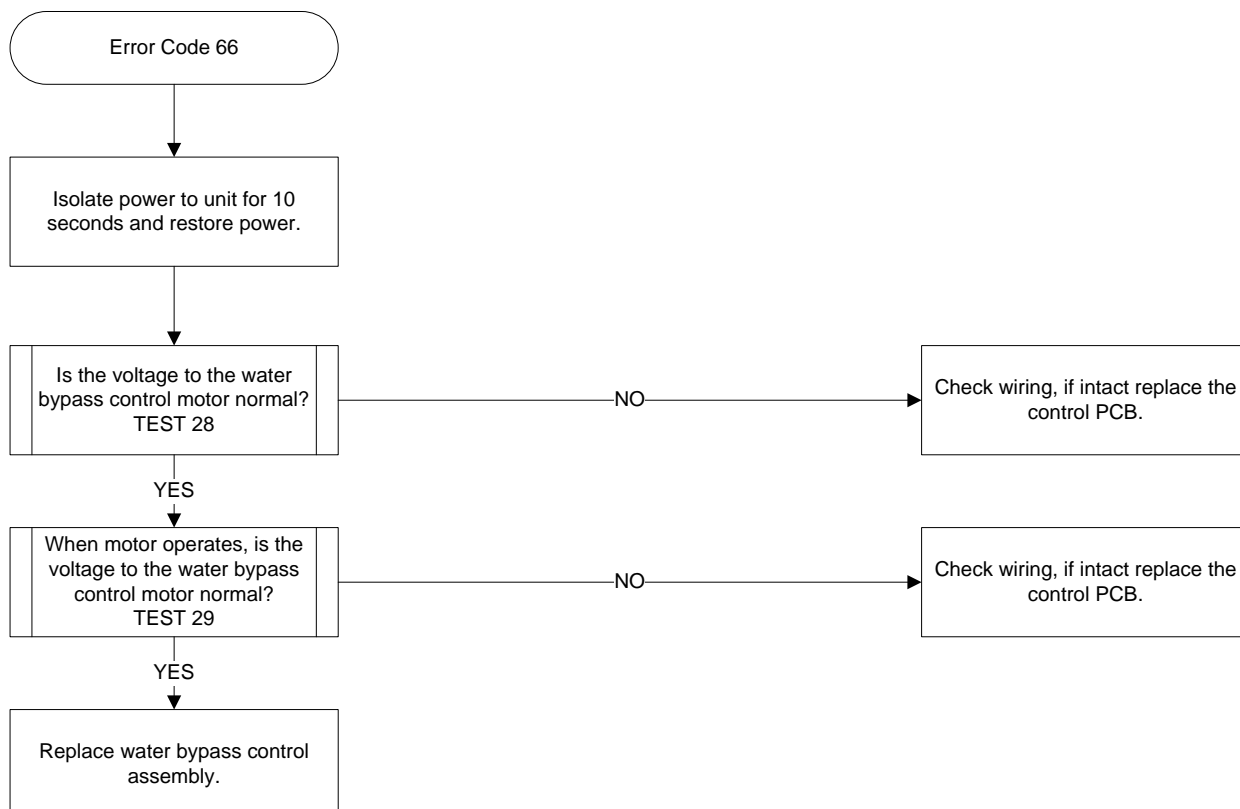 Error Code 66
Isolate power to unit for 10
seconds and restore power.
Is the voltage to the water
bypass control motor normal?
TEST 28
NO
Check wiring, if intact replace the
control PCB.
YES
When motor operates, is the
voltage to the water bypass
control motor normal?
TEST 29
NO
Check wiring, if intact replace the
control PCB.
YES
Replace water bypass control
assembly.